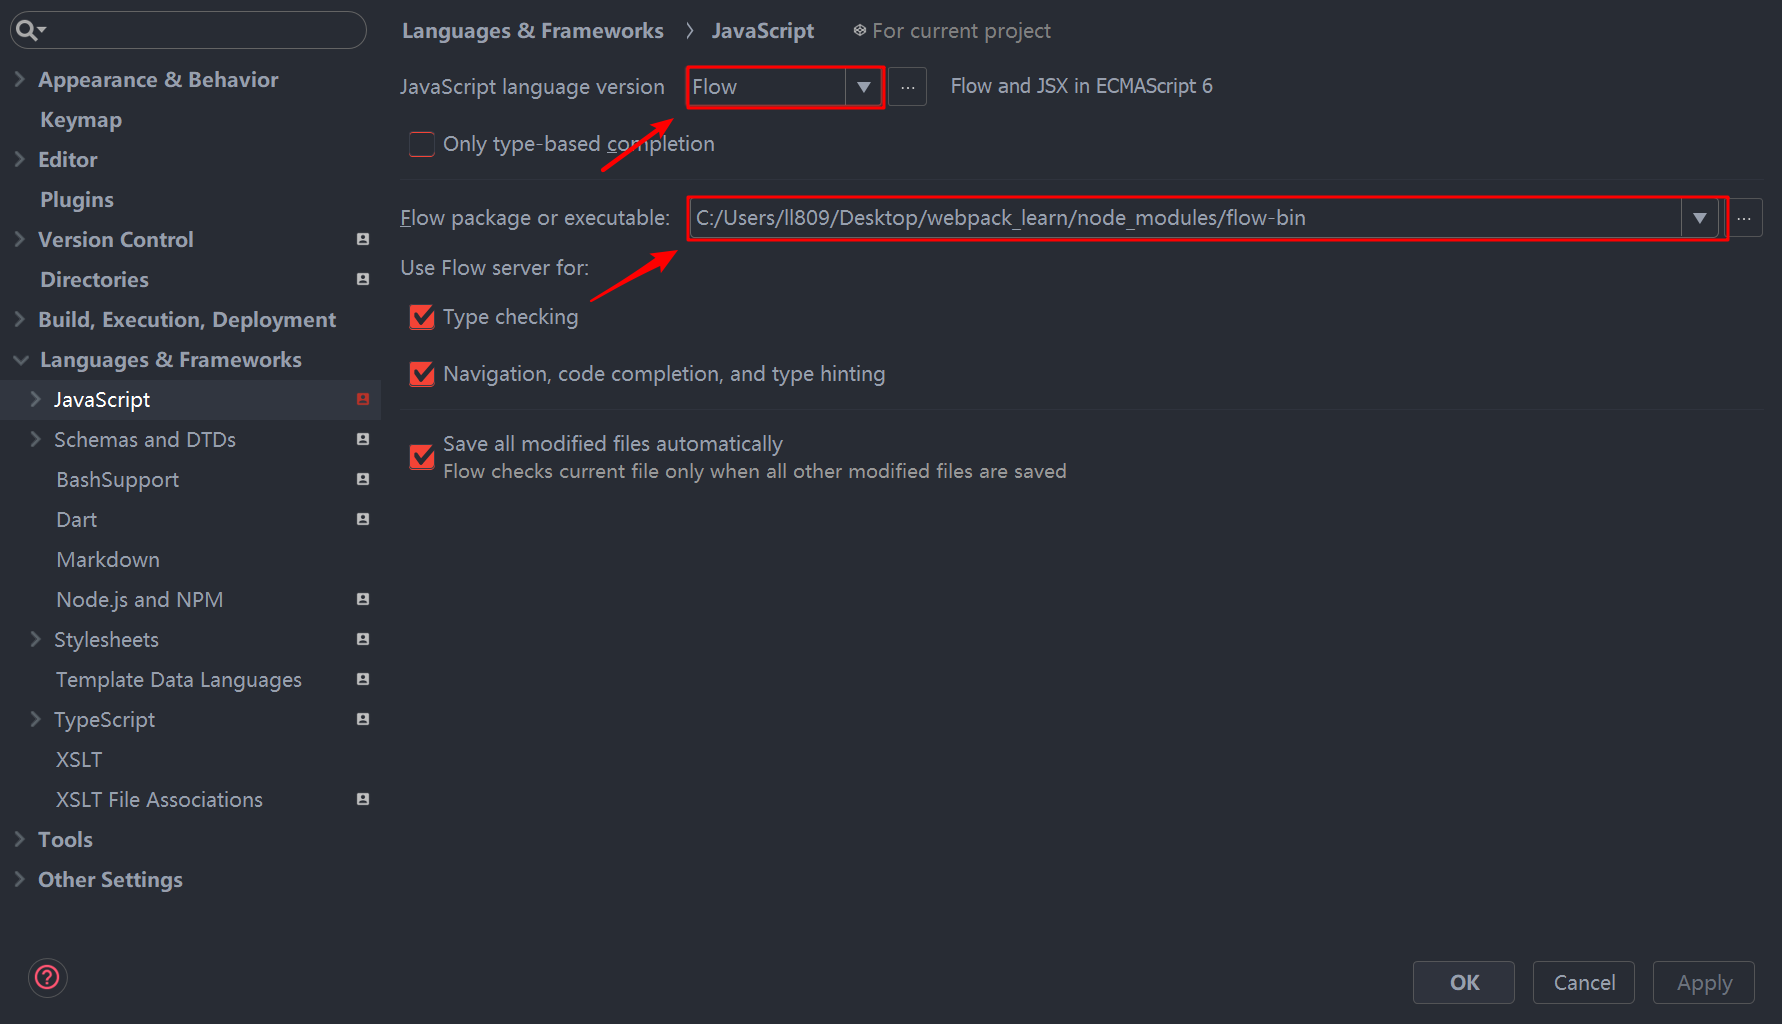 Appearance & Behavior
Keymap
Editor
Plugins
Version Control
Directories
Build, Execution, Deployment
Languages & Frameworks
JavaScript
Schemas and DTDs
BashSupport
Dart
Markdown
Node.js and NPM
Stylesheets
Template Data Languages
TypeScript
XSLT
XSLT File Associations
Tools
Other Settings
?
Languages & Frameworks > JavaScript For current project
JavaScript language version Flow ... Flow and JSX in ECMAScript 6
Only type-based completion
Flow package or executable: C:/Users/ll809/Desktop/webpack_learn/node_modules/flow-bin ...
Use Flow server for:
Type checking
Navigation, code completion, and type hinting
Save all modified files automatically
Flow checks current file only when all other modified files are saved
OK Cancel Apply